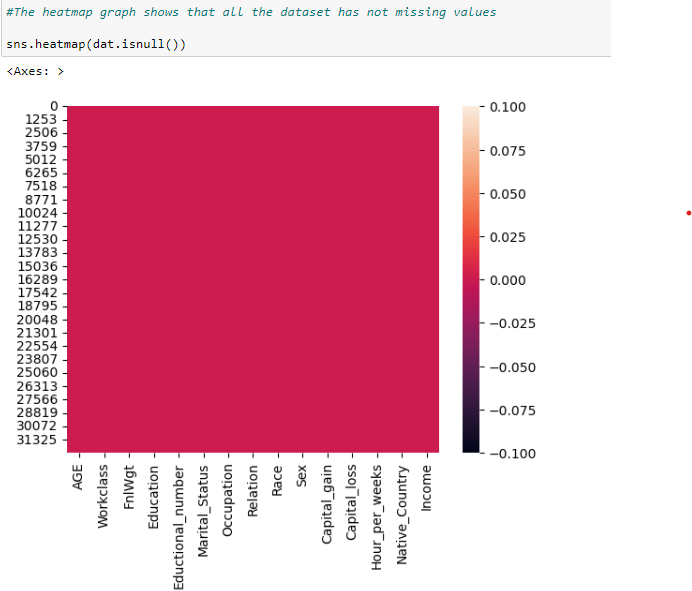 #The heatmap graph shows that all the dataset has not missing values
sns.heatmap(dat.isnull())
<Axes: >
0
1253
2506
3759
5012
6265
7518
8771
10024
11277
12530
13783
15036
16289
17542
18795
20048
21301
22554
23807
25060
26313
27566
28819
30072
31325
AGE
Workclass
FnlWgt
Education
Eductional_number
Marital_Status
Occupation
Relation
Race
Sex
Capital_gain
Capital_loss
Hour_per_weeks
Native_Country
Income
0.100
0.075
0.050
0.025
0.000
−0.025
−0.050
−0.075
−0.100